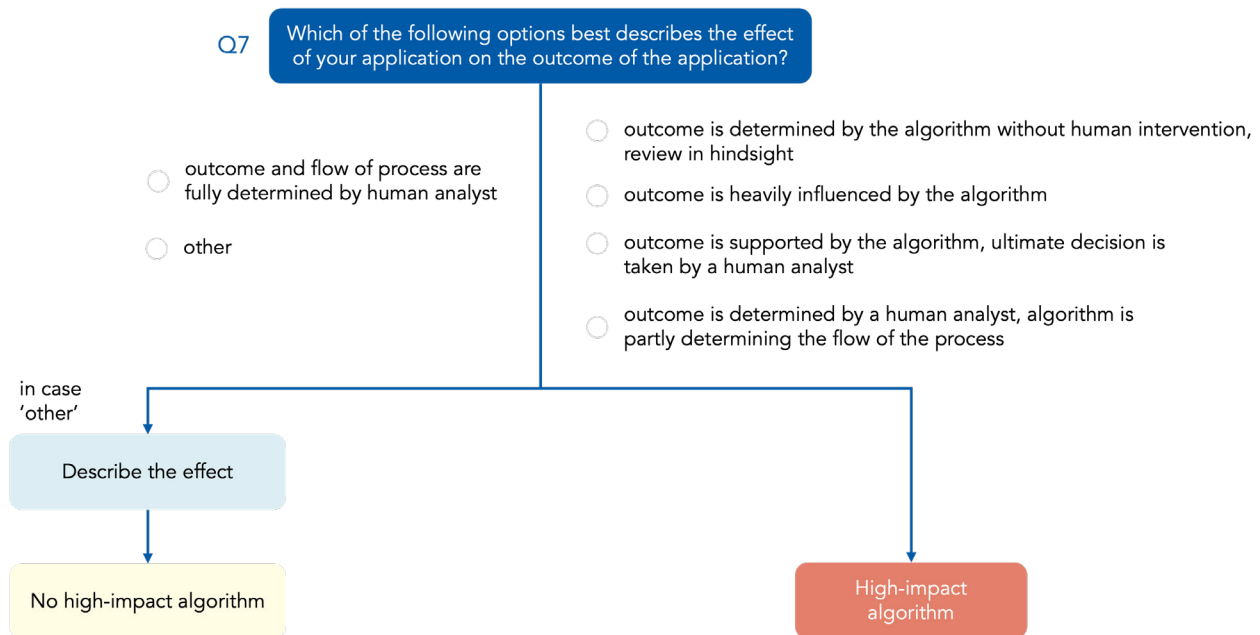 Q7
Which of the following options best describes the effect
of your application on the outcome of the application?
outcome and flow of process are
fully determined by human analyst
other
outcome is determined by the algorithm without human intervention,
review in hindsight
outcome is heavily influenced by the algorithm
outcome is supported by the algorithm, ultimate decision is
taken by a human analyst
outcome is determined by a human analyst, algorithm is
partly determining the flow of the process
in case
‘other’
Describe the effect
No high-impact algorithm
High-impact
algorithm